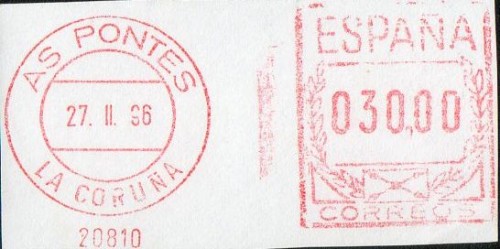 AS PONTES
27. II. 96
LA CORUÑA
20810
ESPAÑA
030,00
CORREOS